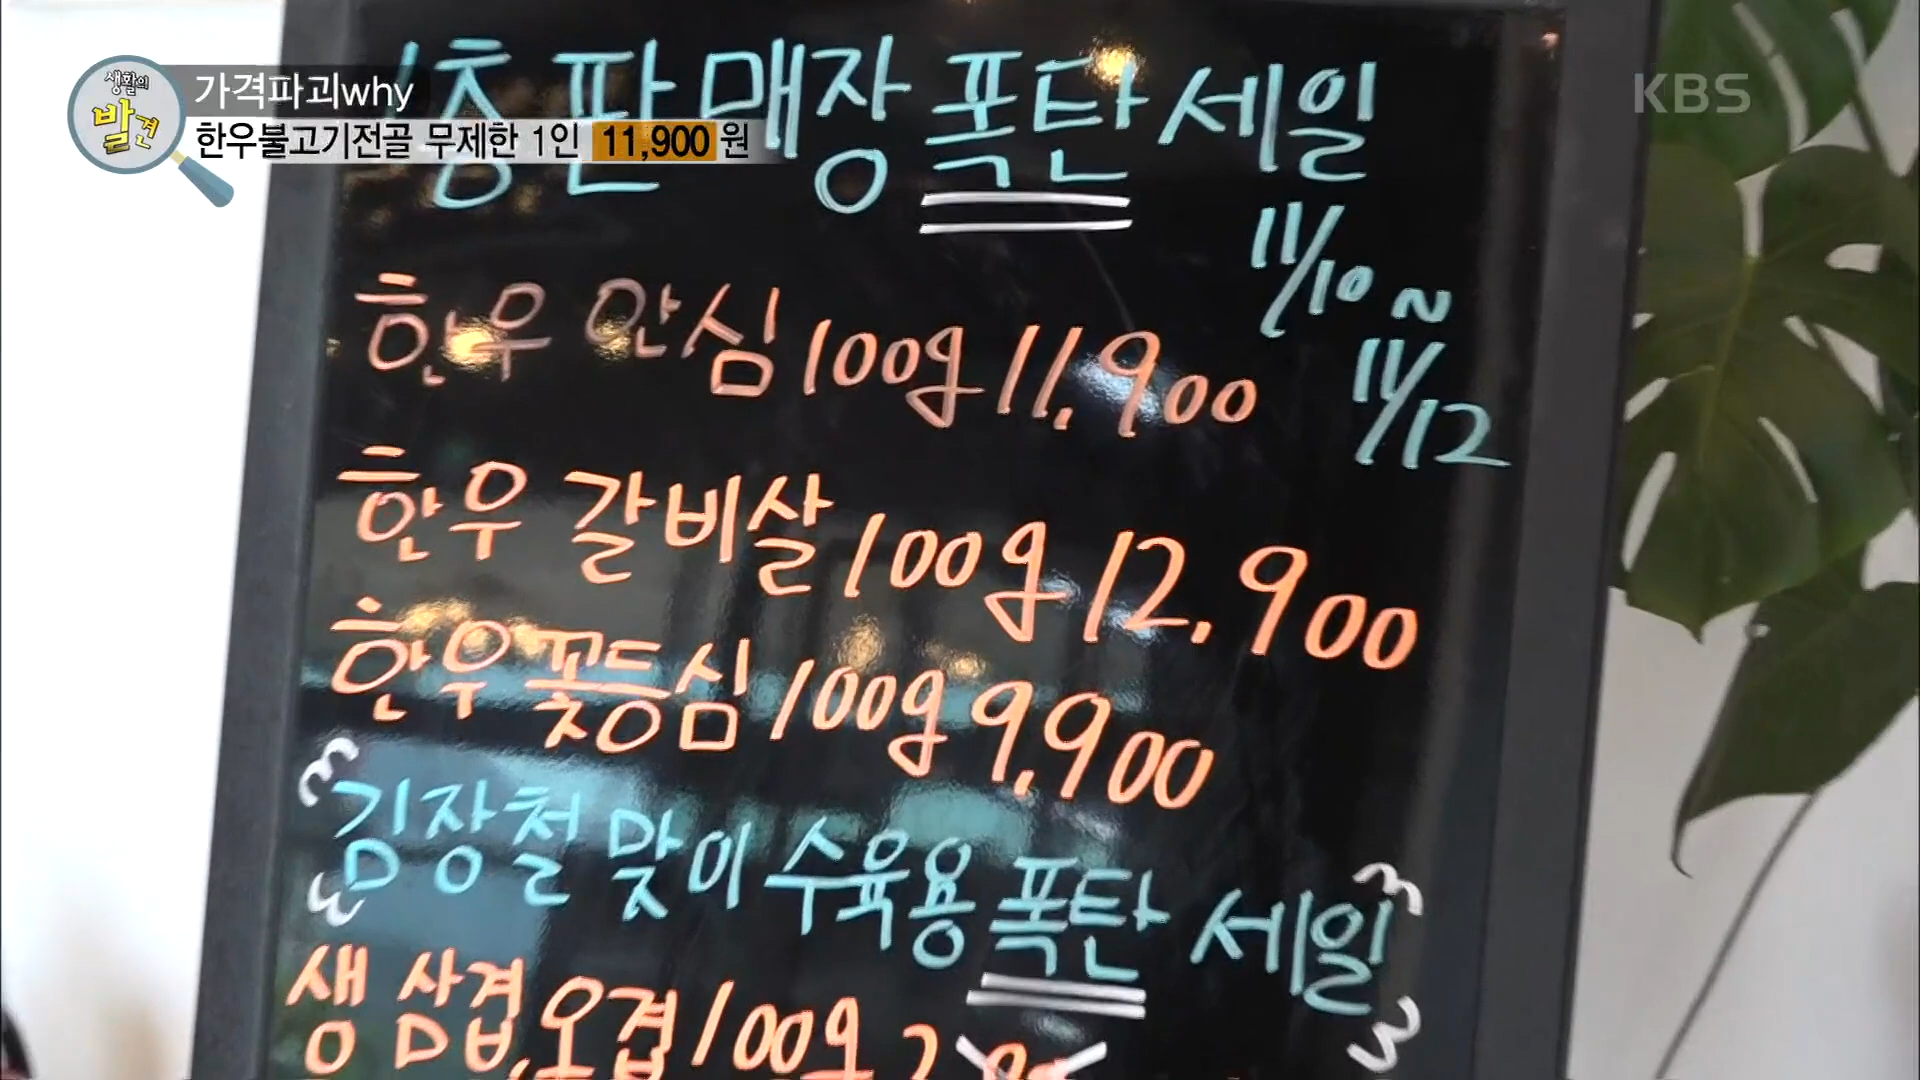 생활의
발견
가격파괴why
한우불고기전골 무제한 1인 11,900원
KBS
1층 판매장 폭탄 세일
11/10 ~
11/12
한우 안심 100g 11,900
한우 갈비살 100g 12,900
한우 꽃등심 100g 9,900
김장철 맞이 수육용 폭탄 세일
생 삼겹,오겹 100g